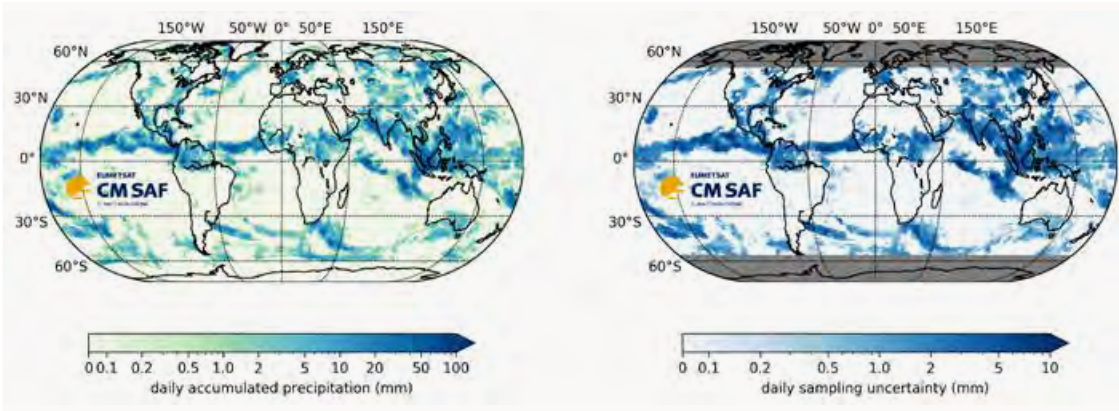 150°W 50°W 0° 50°E 150°E
60°N
30°N
0°
30°S
60°S
EUMETSAT
CM SAF
0 0.1 0.2 0.5 1.0 2 5 10 20 50 100
daily accumulated precipitation (mm)
150°W 50°W 0° 50°E 150°E
60°N
30°N
0°
30°S
60°S
EUMETSAT
CM SAF
0 0.1 0.2 0.5 1.0 2 5 10
daily sampling uncertainty (mm)